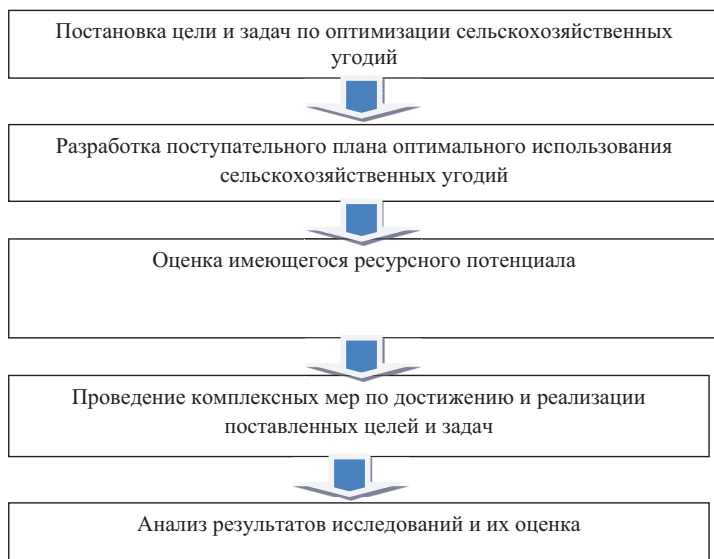 Постановка цели и задач по оптимизации сельскохозяйственных
угодий
Разработка поступательного плана оптимального использования
сельскохозяйственных угодий
Оценка имеющегося ресурсного потенциала
Проведение комплексных мер по достижению и реализации
поставленных целей и задач
Анализ результатов исследований и их оценка